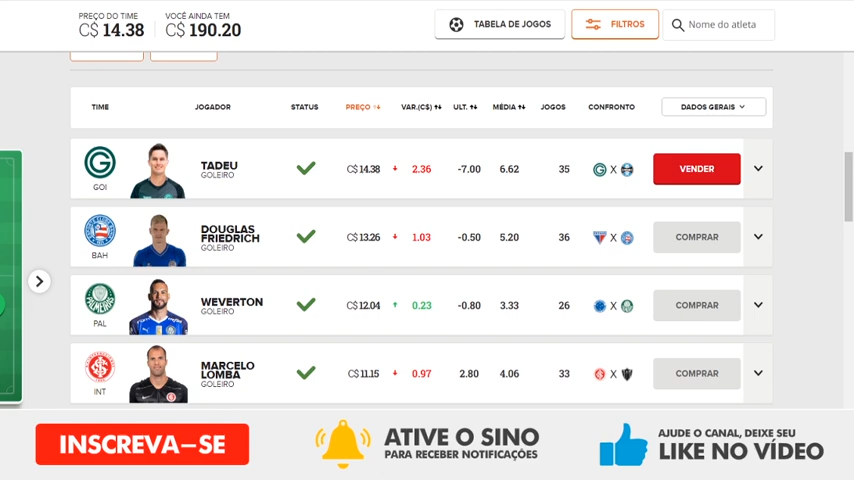 PREÇO DO TIME
C$ 14.38
VOCÊ AINDA TEM
C$ 190.20
TABELA DE JOGOS
FILTROS
Nome do atleta
TIME JOGADOR STATUS PREÇO VAR.(C$) ULT. MÉDIA JOGOS CONFRONTO DADOS GERAIS
GOI
TADEU
GOLEIRO
C$ 14.38 2.36 -7.00 6.62 35 X VENDER
BAH
DOUGLAS
FRIEDRICH
GOLEIRO
C$ 13.26 1.03 -0.50 5.20 36 X COMPRAR
PAL
WEVERTON
GOLEIRO
C$ 12.04 0.23 -0.80 3.33 26 X COMPRAR
INT
MARCELO
LOMBA
GOLEIRO
C$ 11.15 0.97 2.80 4.06 33 X COMPRAR
INSCREVA-SE
ATIVE O SINO
PARA RECEBER NOTIFICAÇÕES
AJUDE O CANAL, DEIXE SEU
LIKE NO VÍDEO